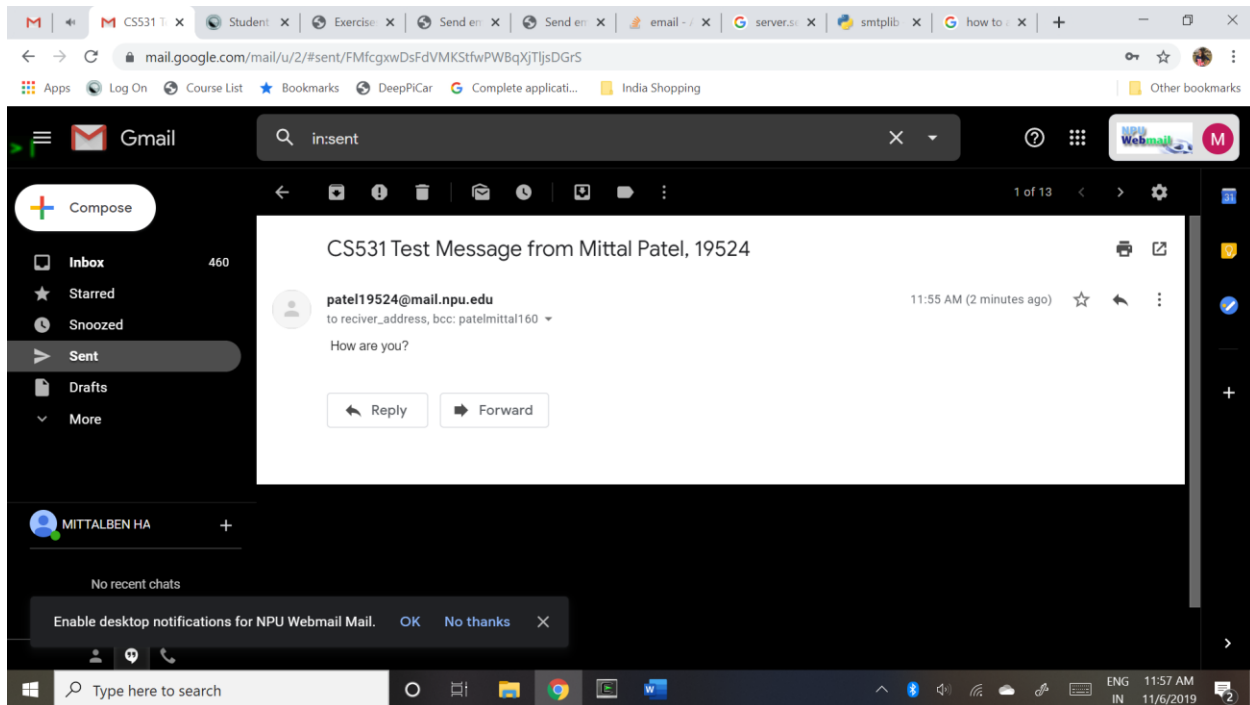 CS531 T
Stude
Exercise
Send en
Send en
email - /
server.se
smtplib
how to
mail.google.com/mail/u/2/#sent/FMfcgxwDsFdVMKStfwPWBqXjTljsDGrS
Apps Log On Course List Bookmarks DeepPiCar Complete applicati... India Shopping Other bookmarks
Gmail in:sent NPU Webmail M
Compose 1 of 13 31
CS531 Test Message from Mittal Patel, 19524
Inbox 460
Starred patel19524@mail.npu.edu 11:55 AM (2 minutes ago)
Snoozed to reciver_address, bcc: patelmittal160
How are you?
Sent
Drafts
Reply Forward
More
MITTALBEN HA +
No recent chats
Enable desktop notifications for NPU Webmail Mail. OK No thanks
Type here to search ENG 11:57 AM
IN 11/6/2019 2